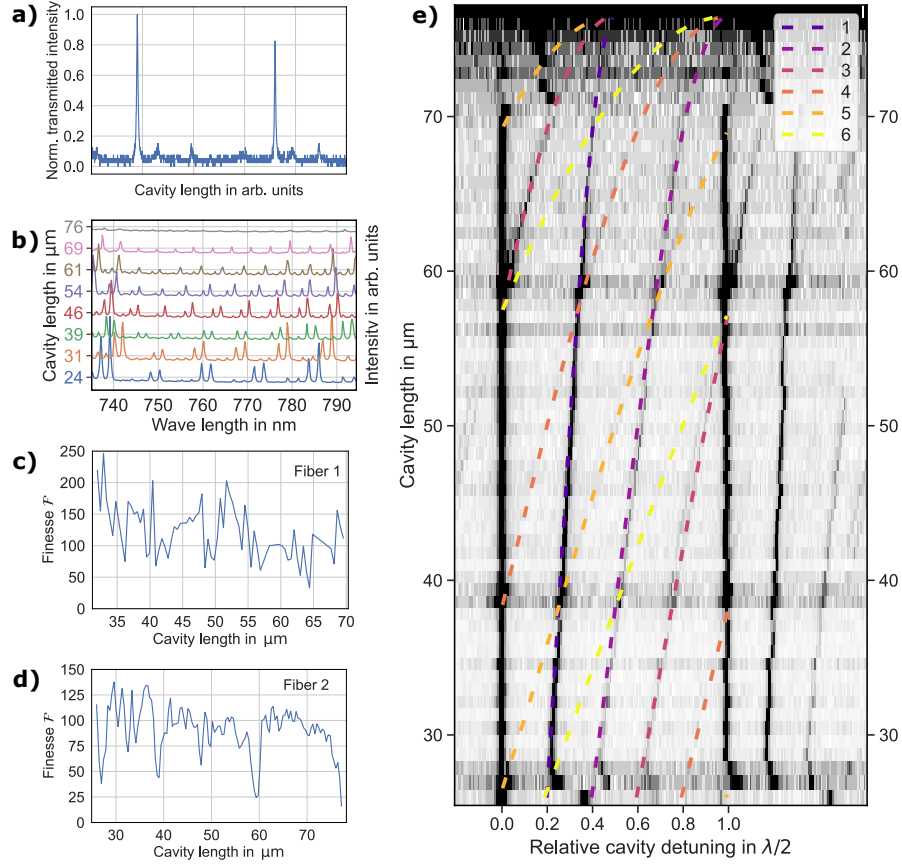 a)
Norm. transmitted intensity
1.0
0.8
0.6
0.4
0.2
0.0
Cavity length in arb. units
b)
Cavity length in μm
76
69
61
54
46
39
31
24
Intensity in arb. units
740 750 760 770 780 790
Wave length in nm
c)
Fiber 1
Finesse ℱ
250
200
150
100
50
0
35 40 45 50 55 60 65 70
Cavity length in μm
d)
Fiber 2
Finesse ℱ
150
125
100
75
50
25
0
30 40 50 60 70
Cavity length in μm
e)
1
2
3
4
5
6
Cavity length in μm
70
60
50
40
30
70
60
50
40
30
0.0 0.2 0.4 0.6 0.8 1.0
Relative cavity detuning in λ/2